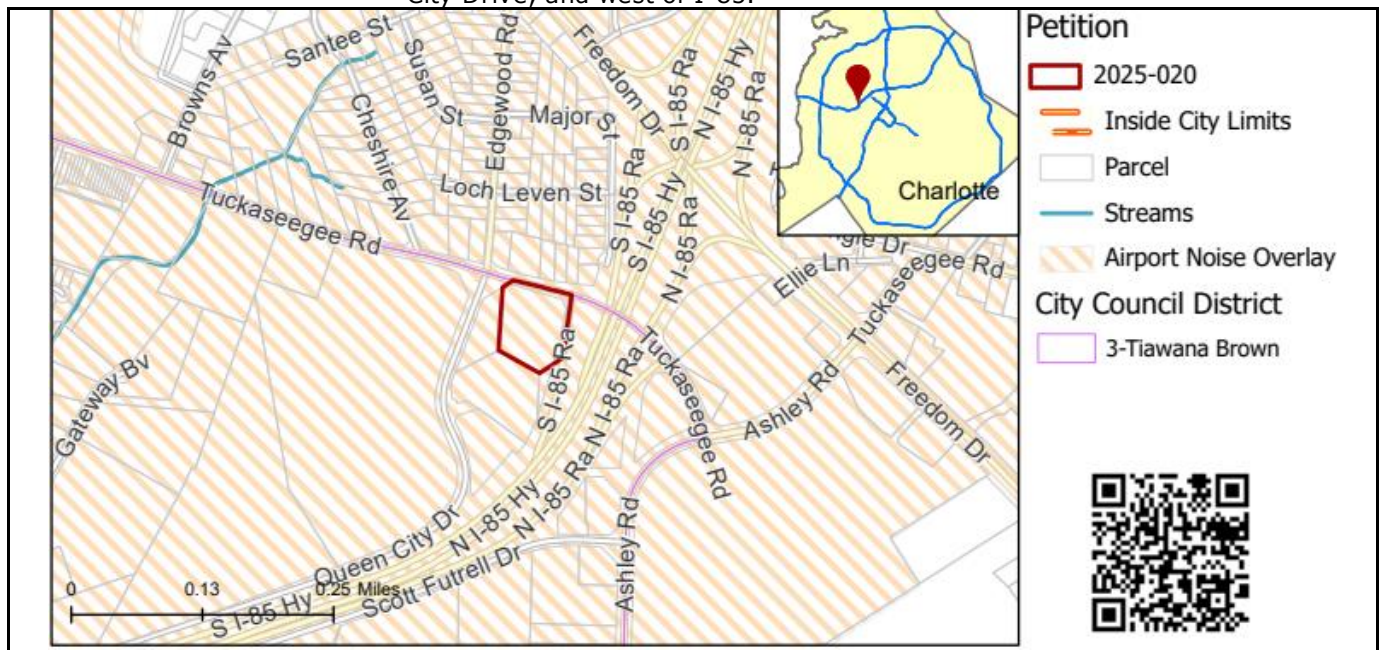 City Drive, and west of I-85.
Santee St
Browns Av
Susan St
Cheshire Av
Edgewood Rd
Major St
Loch Leven St
Freedom Dr
S I-85 Ra
N I-85 Hy
N I-85 Ra
S I-85 Ra
S I-85 Hy
N I-85 Ra
Tuckaseegee Rd
Charlotte
Ellie Ln
Tuckaseegee Rd
Gateway Bv
S I-85 Ra
N I-85 Ra
Tuckaseegee Rd
Ashley Rd
Freedom Dr
N I-85 Hy
N I-85 Ra
Queen City Dr
Scott Futrell Dr
Ashley Rd
S I-85 Hy
0 0.13 0.25 Miles
Petition
2025-020
Inside City Limits
Parcel
Streams
Airport Noise Overlay
City Council District
3-Tiawana Brown